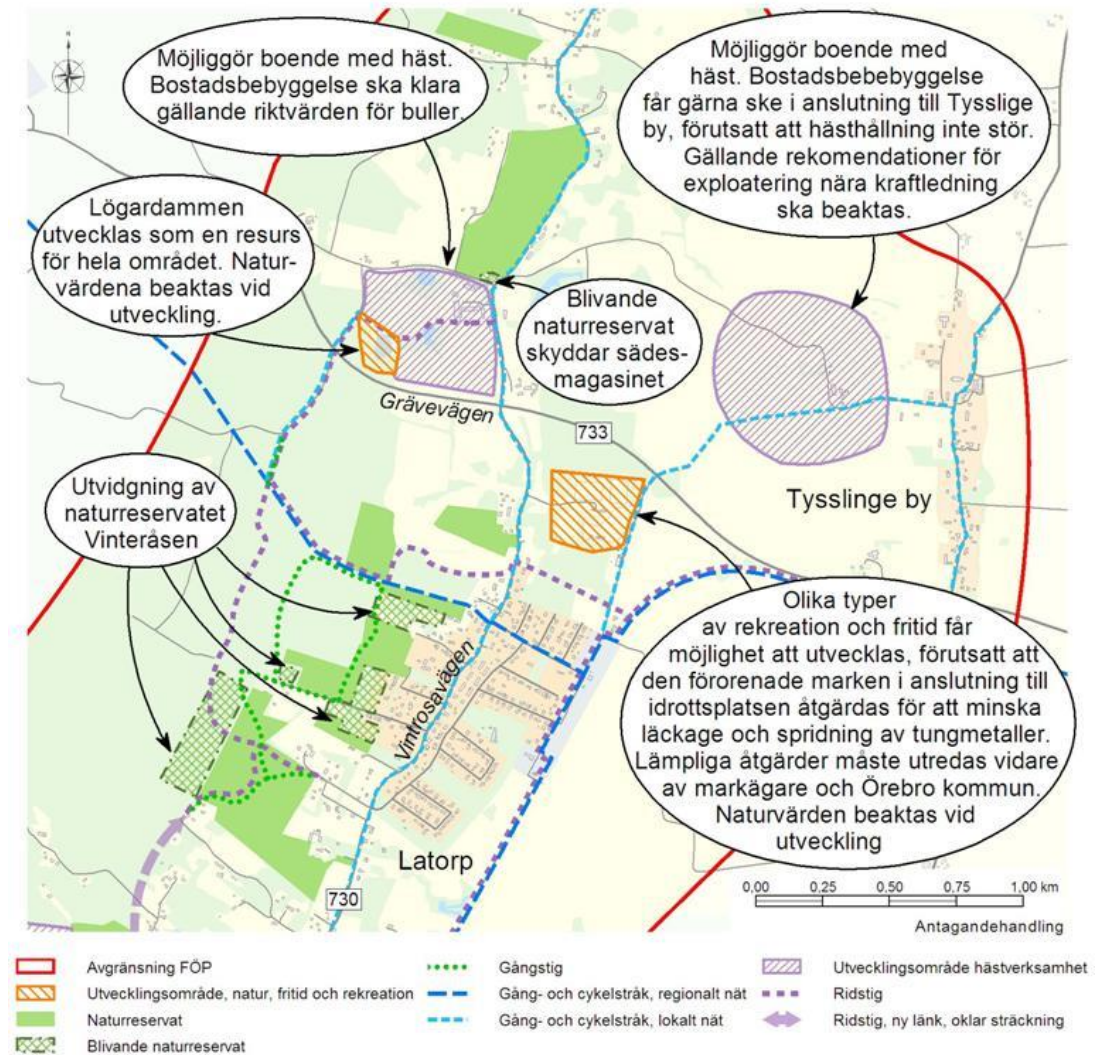 Möjliggör boende med häst.
Bostadsbebyggelse ska klara
gällande riktvärden för buller.
Möjliggör boende med
häst. Bostadsbebebyggelse
får gärna ske i anslutning till Tysslige
by, förutsatt att hästhållning inte stör.
Gällande rekomendationer för
exploatering nära kraftledning
ska beaktas.
Lögardammen
utvecklas som en resurs
för hela området. Natur-
värdena beaktas vid
utveckling.
Blivande
naturreservat
skyddar sädes-
magasinet
Grävevägen
733
Utvidgning av
naturreservatet
Vinteråsen
Tysslinge by
Vintrosavägen
Olika typer
av rekreation och fritid får
möjlighet att utvecklas, förutsatt att
den förorenade marken i anslutning till
idrottsplatsen åtgärdas för att minska
läckage och spridning av tungmetaller.
Lämpliga åtgärder måste utredas vidare
av markägare och Örebro kommun.
Naturvärden beaktas vid
utveckling
Latorp
730
0,00 0,25 0,50 0,75 1,00 km
Antagandehandling
Avgränsning FÖP
Utvecklingsområde, natur, fritid och rekreation
Naturreservat
Blivande naturreservat
Gångstig
Gång- och cykelstråk, regionalt nät
Gång- och cykelstråk, lokalt nät
Utvecklingsområde hästverksamhet
Ridstig
Ridstig, ny länk, oklar sträckning